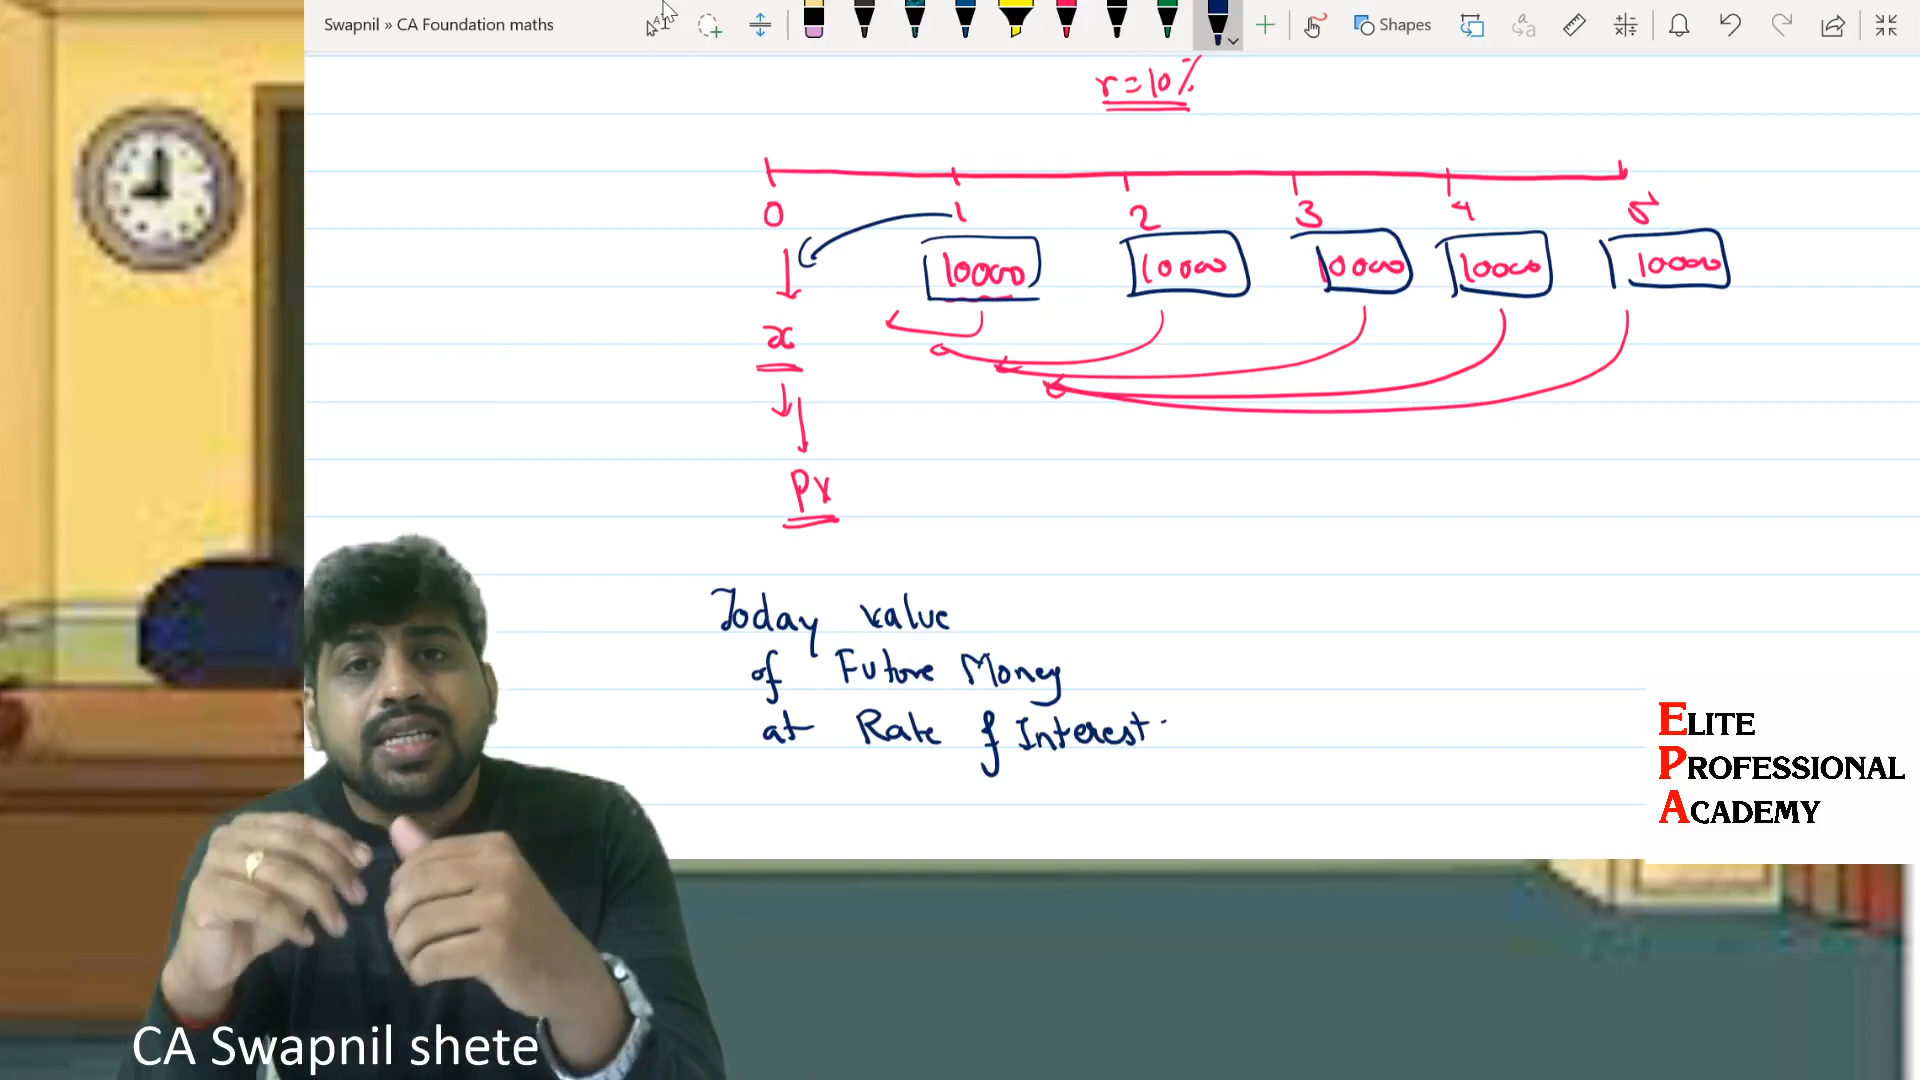 Swapnil » CA Foundation maths
Shapes
r=10%
0 1 2 3 4 5
10000 10000 10000 10000 10000
x
PV
Today value
of Future Money
at Rate of Interest.
ELITE
PROFESSIONAL
ACADEMY
CA Swapnil shete